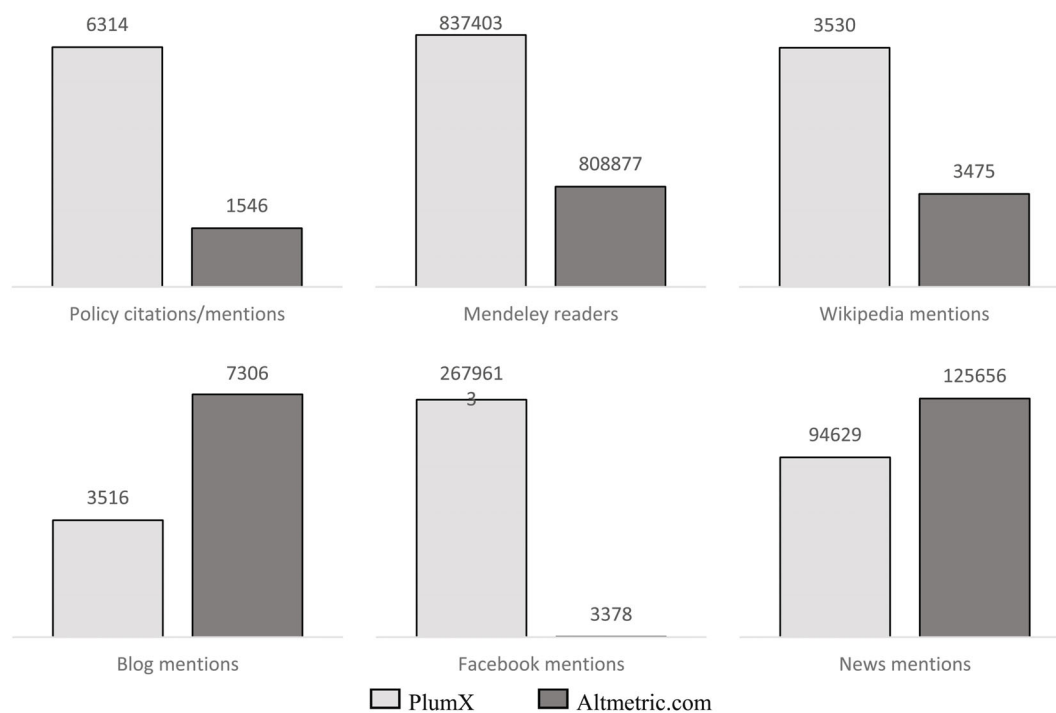 6314
1546
Policy citations/mentions
837403
808877
Mendeley readers
3530
3475
Wikipedia mentions
3516
7306
Blog mentions
267961
3
3378
Facebook mentions
94629
125656
News mentions
PlumX
Altmetric.com